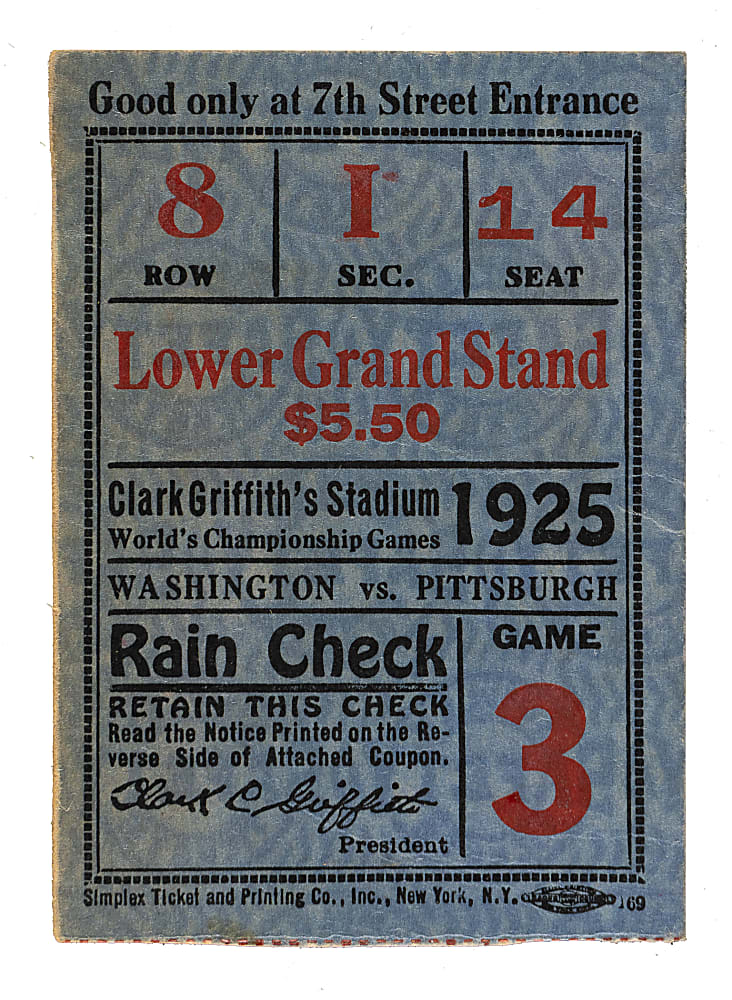 Good only at 7th Street Entrance
8 I 14
ROW SEC. SEAT
Lower Grand Stand
$5.50
Clark Griffith's Stadium
World's Championship Games
1925
WASHINGTON vs. PITTSBURGH
Rain Check
RETAIN THIS CHECK
Read the Notice Printed on the Re-
verse Side of Attached Coupon.
Clark C Griffith
President
GAME
3
Simplex Ticket and Printing Co., Inc., New York, N.Y. 169